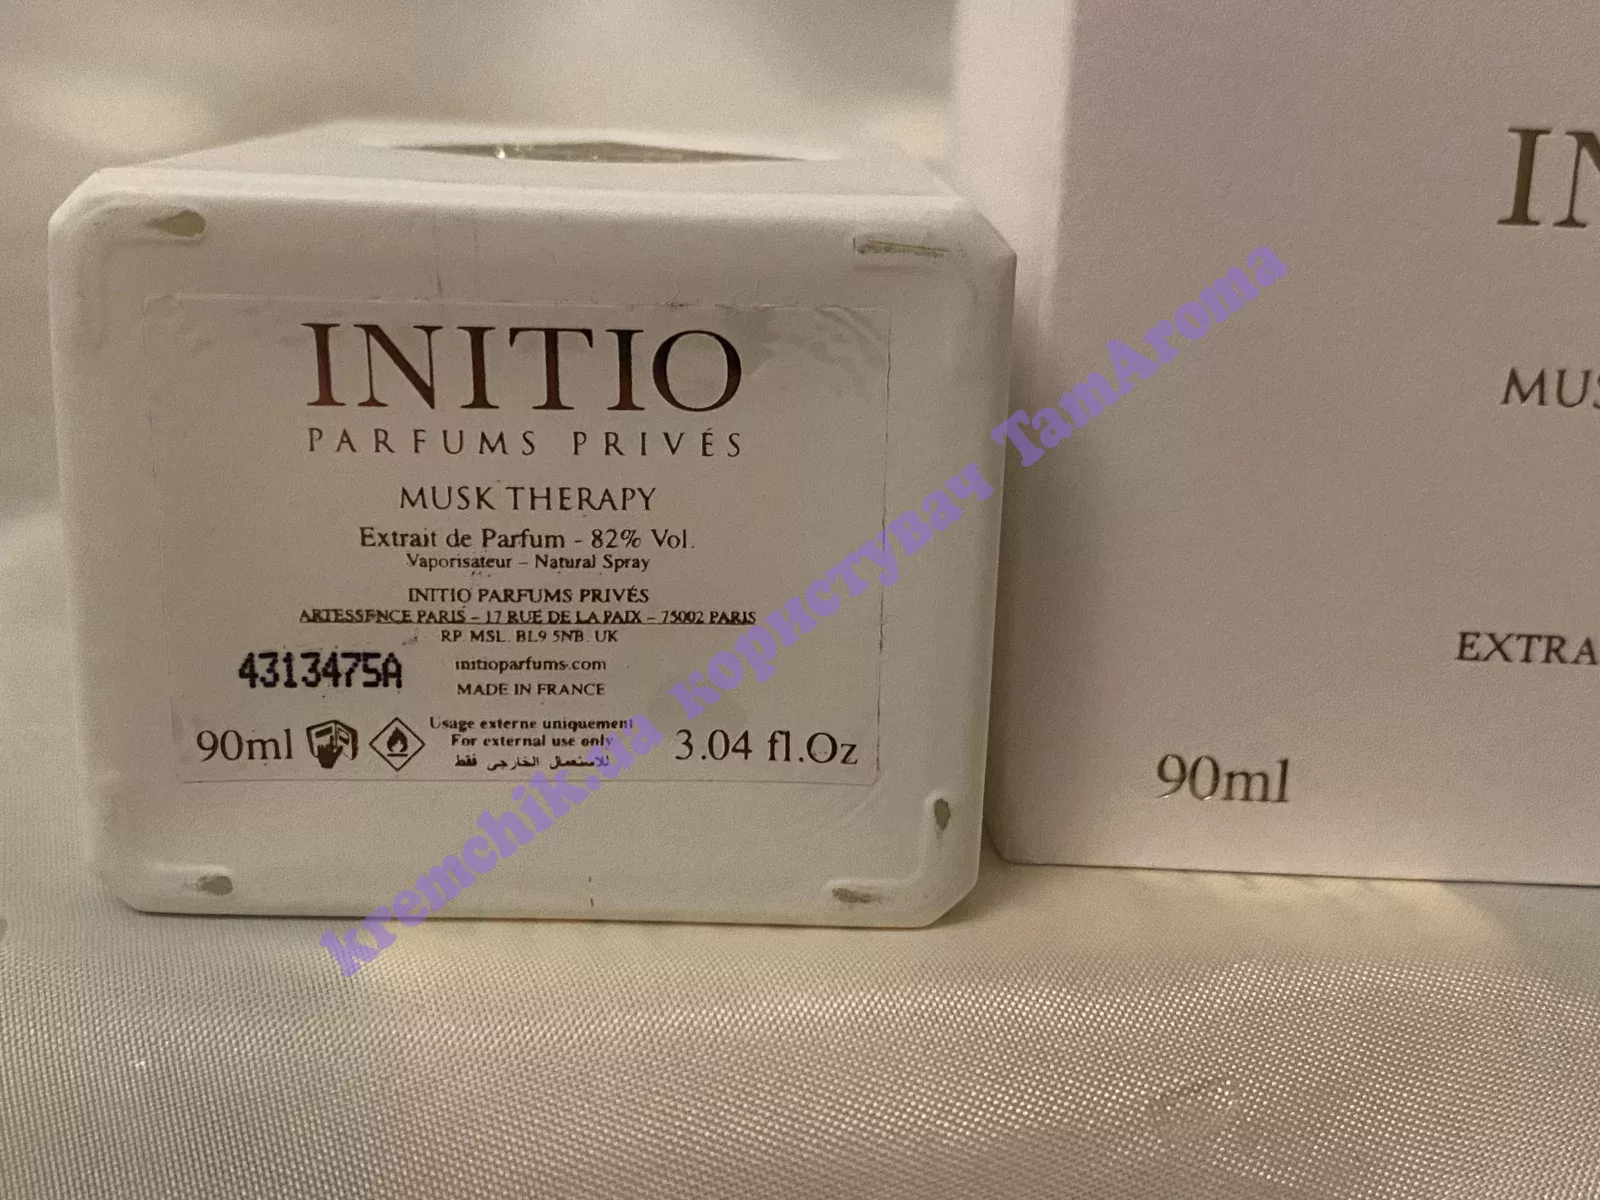 INITIO
PARFUMS PRIVÉS
MUSK THERAPY
Extrait de Parfum - 82% Vol.
Vaporisateur – Natural Spray
INITIO PARFUMS PRIVÉS
ARTESSENCE PARIS – 17 RUE DE LA PAIX – 75002 PARIS
RP. MSL. BL9 5NB. UK
4313475A
initioparfums.com
MADE IN FRANCE
90ml
Usage externe uniquement
For external use only
للاستعمال الخارجي فقط
3.04 fl.Oz
IN
MUS
EXTRA
90ml
kremchik.ua користувач TamAroma